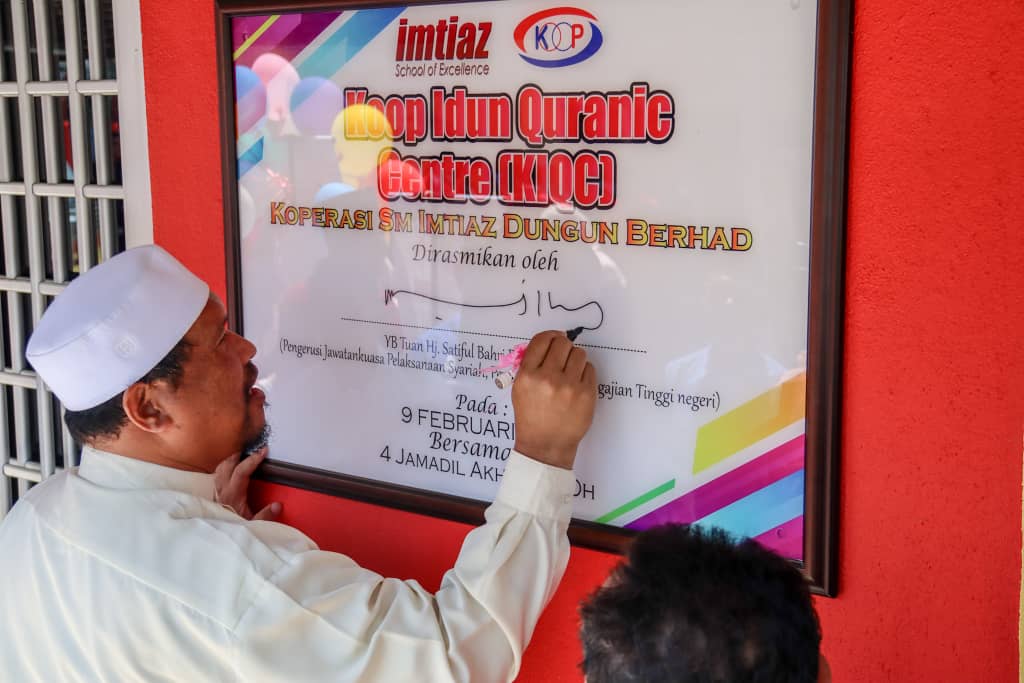 imtiaz
School of Excellence
KOOP
Koop Idun Quranic
Centre (KIQC)
KOPERASI SM IMTIAZ DUNGUN BERHAD
Dirasmikan oleh
YB Tuan Hj. Satiful Bahri
(Pengerusi Jawatankuasa Pelaksanaan Syariah, gajian Tinggi negeri)
Pada :
9 FEBRUARI
Bersama
4 JAMADIL AKH